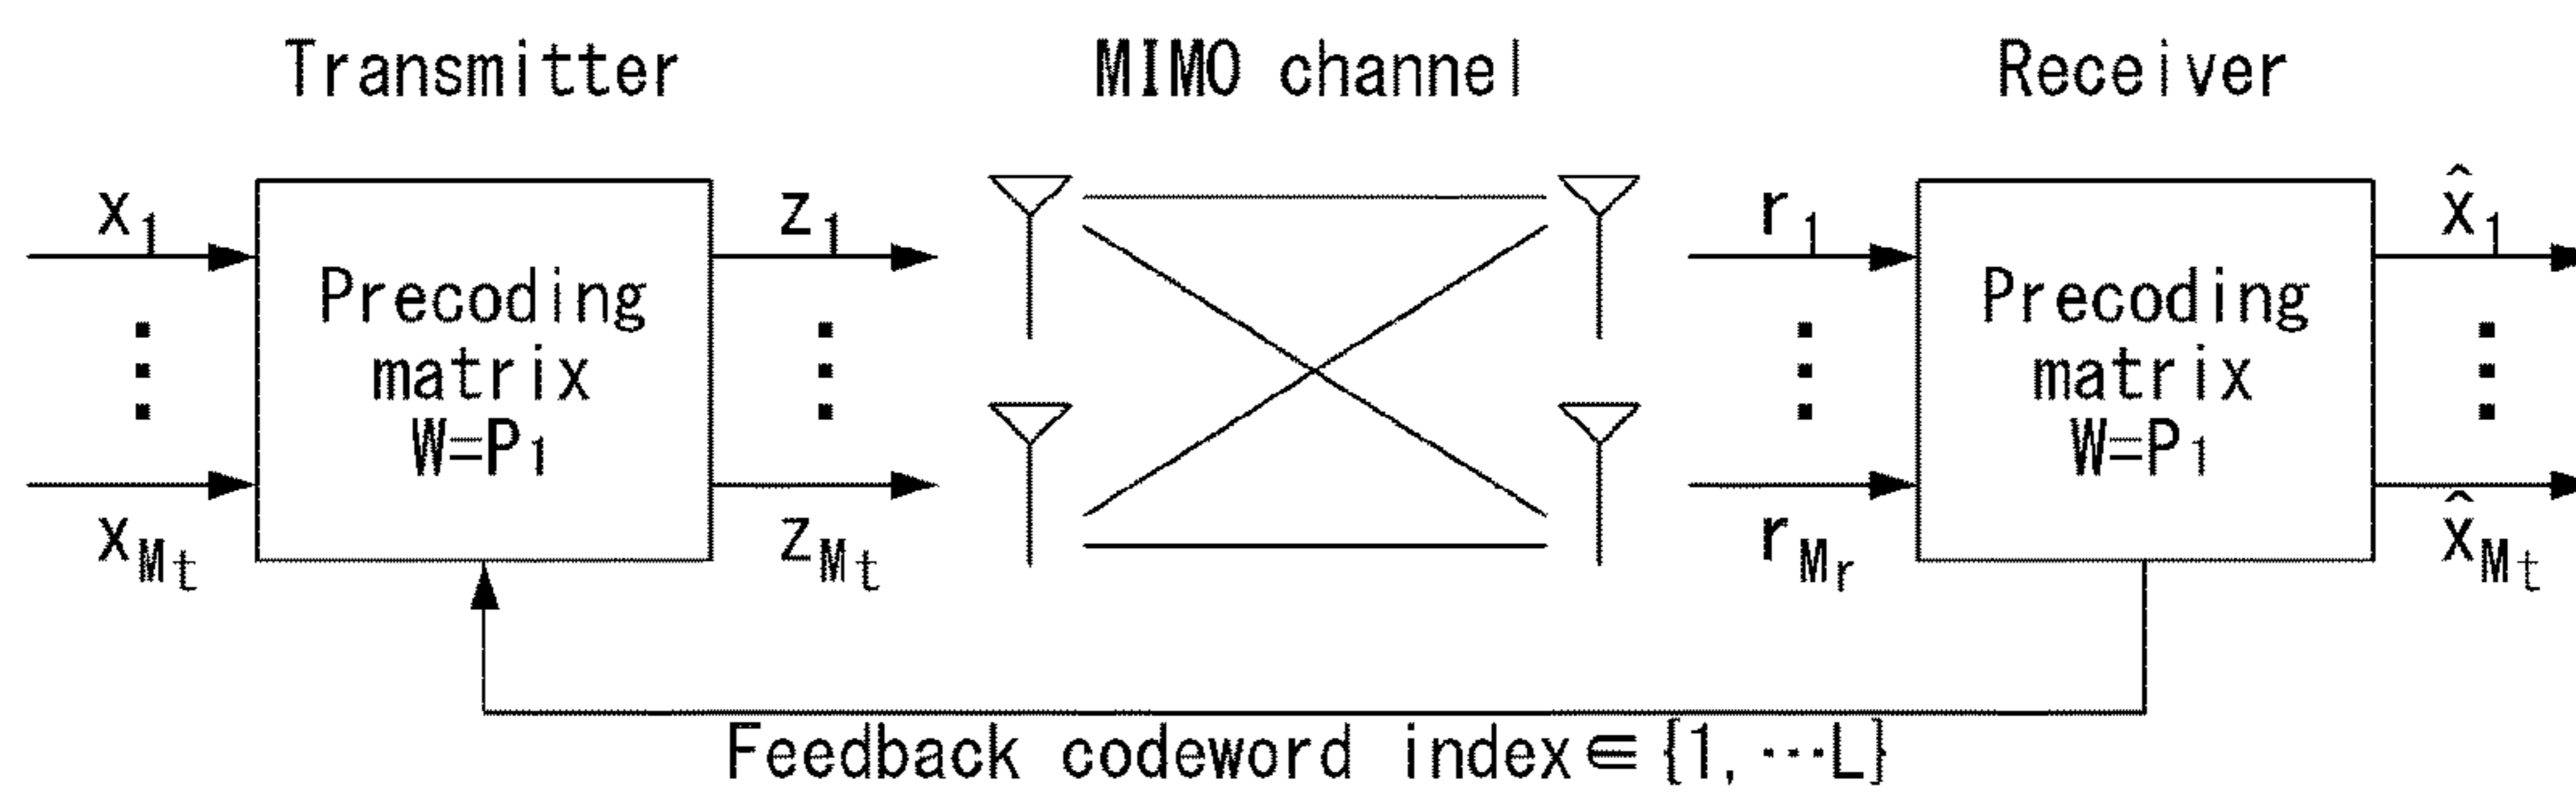 Transmitter
MIMO channel
Receiver
x1
z1
r1
x̂1
Precoding
matrix
W=P1
Precoding
matrix
W=P1
xMt
zMt
rMr
x̂Mt
Feedback codeword index∈{1, ···L}